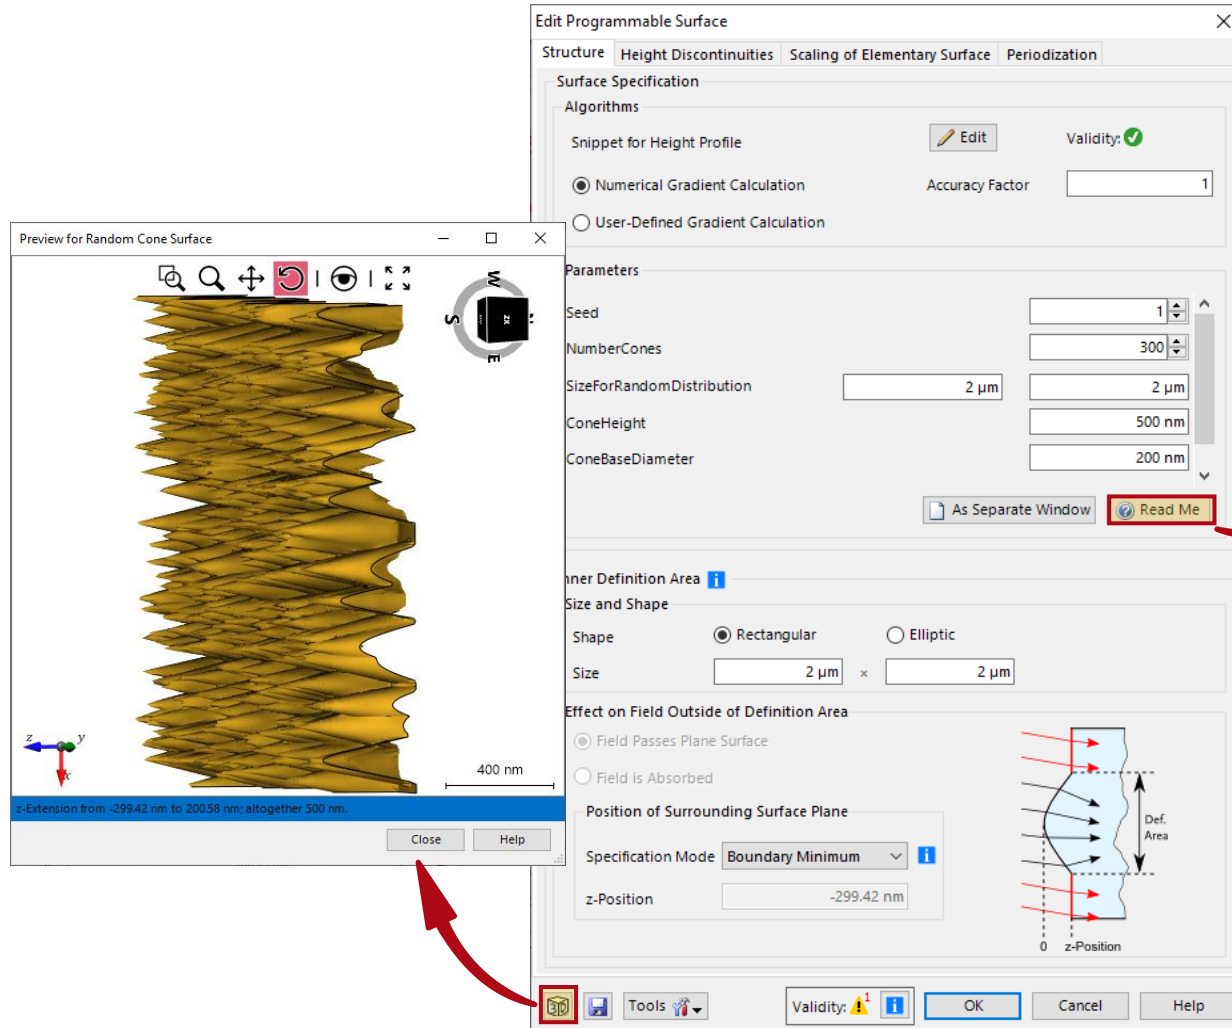 Edit Programmable Surface
Structure Height Discontinuities Scaling of Elementary Surface Periodization
Surface Specification
Algorithms
Snippet for Height Profile Edit Validity:
Numerical Gradient Calculation Accuracy Factor 1
User-Defined Gradient Calculation
Preview for Random Cone Surface
W
S
ZX
E
z
y
x
400 nm
z-Extension from -299.42 nm to 200.58 nm; altogether 500 nm.
Close Help
Parameters
Seed 1
NumberCones 300
SizeForRandomDistribution 2 µm 2 µm
ConeHeight 500 nm
ConeBaseDiameter 200 nm
As Separate Window Read Me
nner Definition Area
Size and Shape
Shape Rectangular Elliptic
Size 2 µm × 2 µm
Effect on Field Outside of Definition Area
Field Passes Plane Surface
Field is Absorbed
Position of Surrounding Surface Plane
Specification Mode Boundary Minimum
z-Position -299.42 nm
Def.
Area
0 z-Position
3D Tools Validity: 1 OK Cancel Help